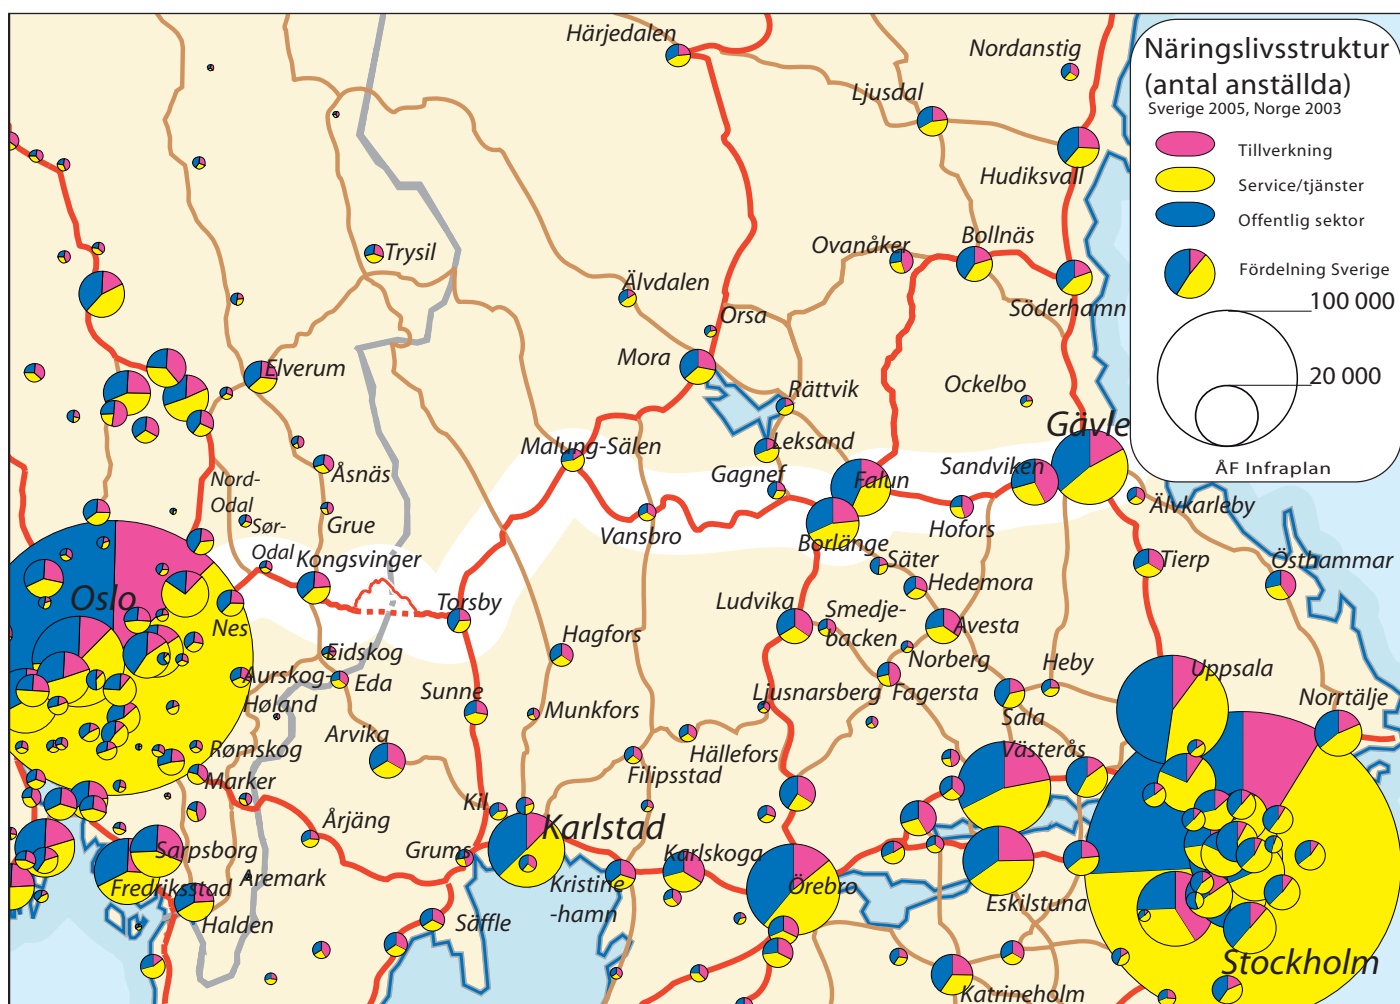 Näringslivsstruktur
(antal anställda)
Sverige 2005, Norge 2003
Tillverkning
Service/tjänster
Offentlig sektor
Fördelning Sverige
100 000
20 000
ÅF Infraplan
Härjedalen
Nordanstig
Ljusdal
Hudiksvall
Trysil
Ovanåker
Bollnäs
Älvdalen
Söderhamn
Orsa
Mora
Elverum
Rättvik
Ockelbo
Gävle
Malung-Sälen
Leksand
Åsnäs
Gagnef
Falun
Sandviken
Nord-
Odal
Älvkarleby
Grue
Sør-
Odal
Vansbro
Hofors
Borlänge
Kongsvinger
Säter
Tierp
Östhammar
Hedemora
Oslo
Torsby
Ludvika
Smedje-
backen
Nes
Avesta
Hagfors
Eidskog
Norberg
Heby
Uppsala
Aurskog-
Høland
Eda
Sunne
Ljusnarsberg
Fagersta
Norrtälje
Munkfors
Sala
Arvika
Rømskog
Hällefors
Västerås
Marker
Filipsstad
Kil
Årjäng
Karlstad
Sarpsborg
Grums
Karlskoga
Aremark
Fredriksstad
Kristine
-hamn
Örebro
Eskilstuna
Halden
Säffle
Stockholm
Katrineholm